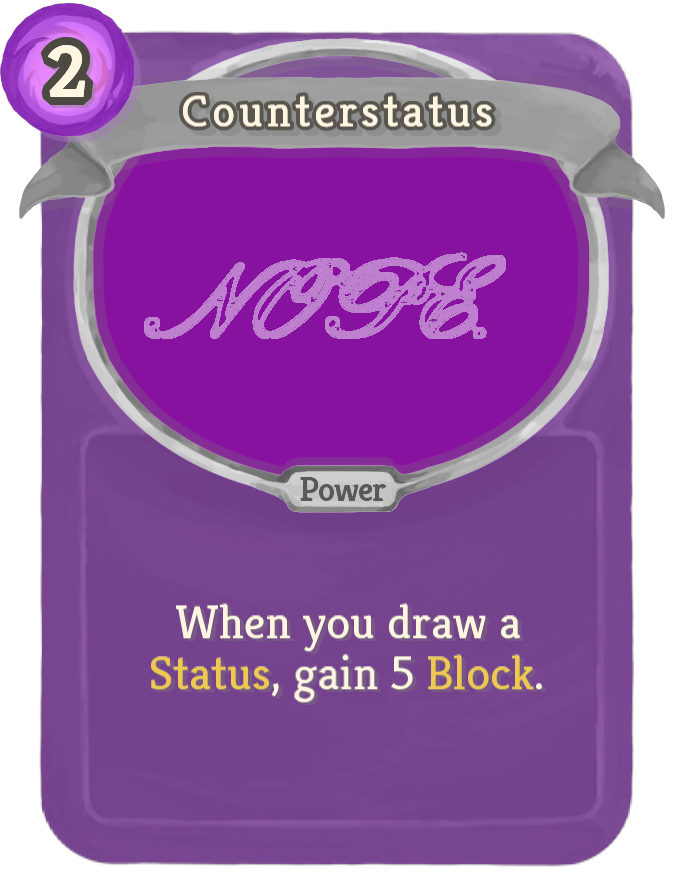 2
Counterstatus
NOPE
Power
When you draw a
Status, gain 5 Block.